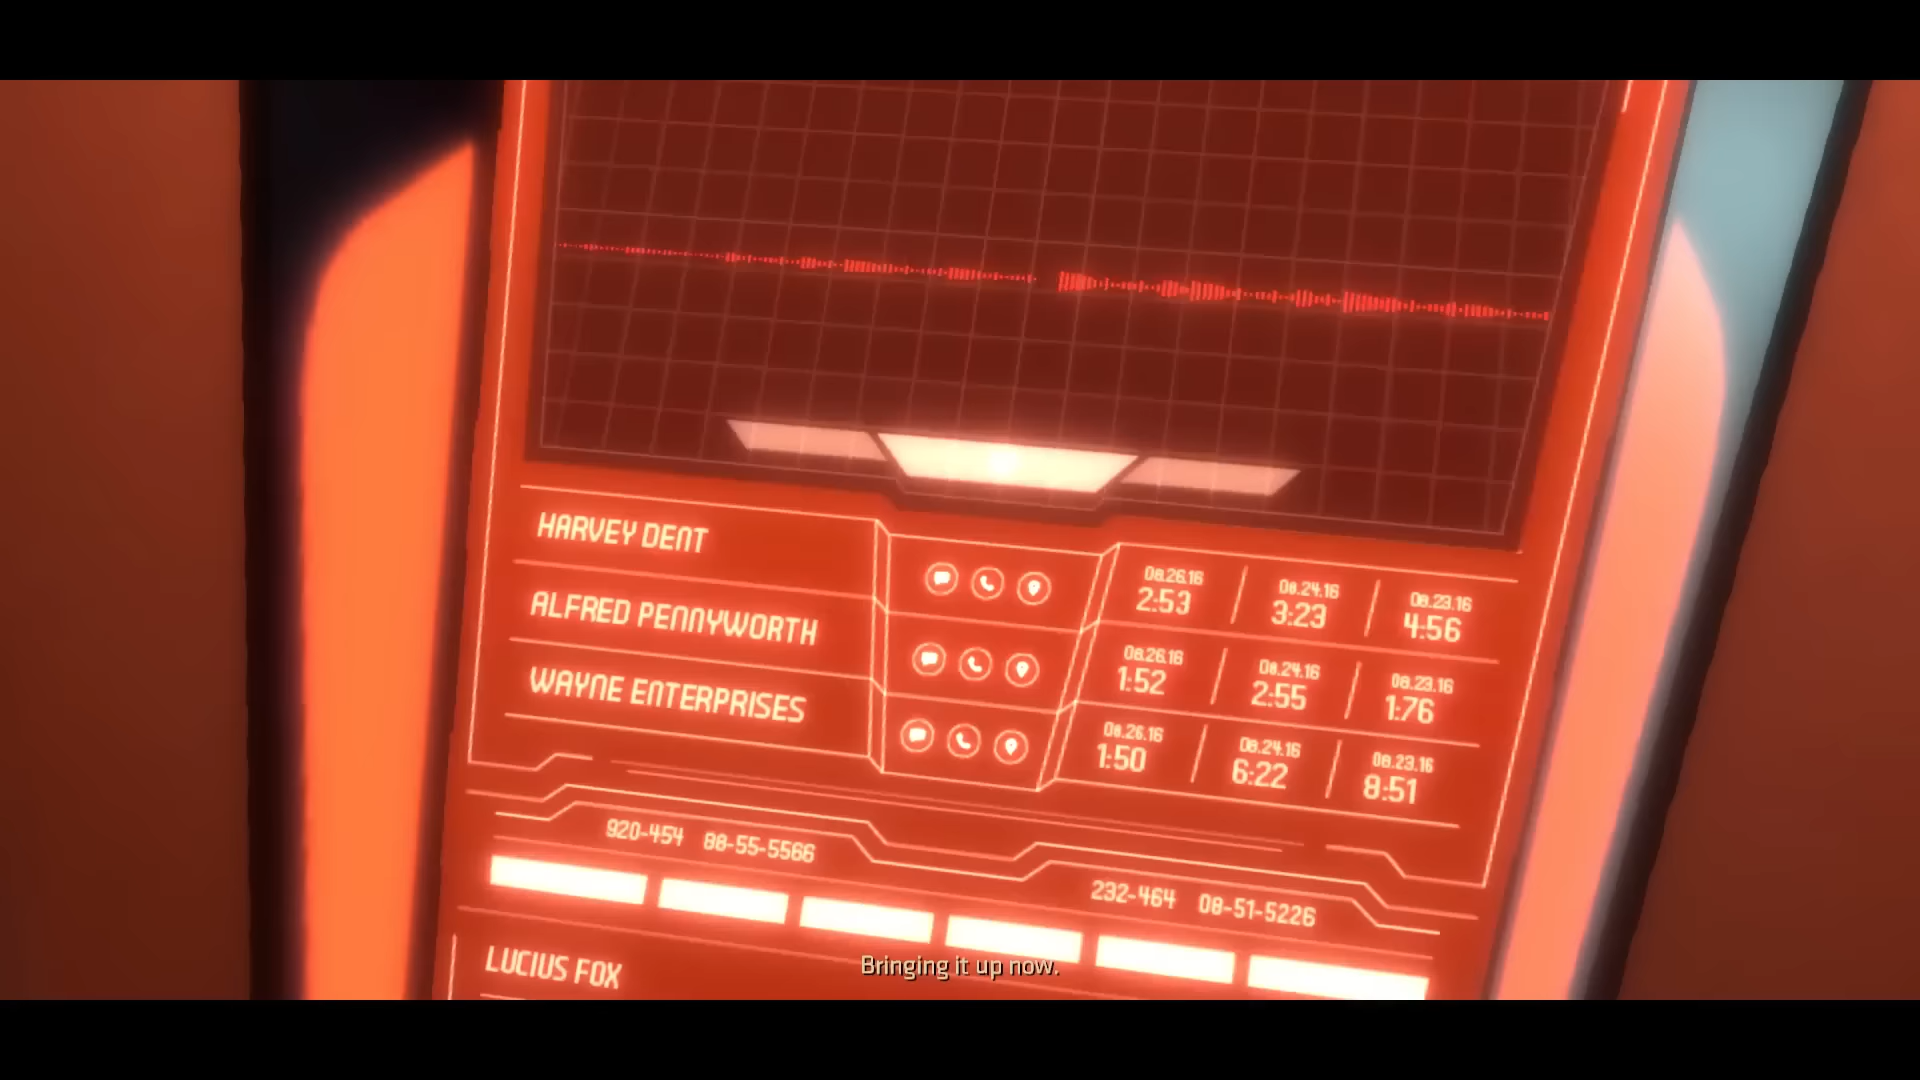 HARVEY DENT
08.26.16 08.24.16 08.23.16
2:53 3:23 4:56
ALFRED PENNYWORTH
08.26.16 08.24.16 08.23.16
1:52 2:55 1:76
WAYNE ENTERPRISES
08.26.16 08.24.16 08.23.16
1:50 6:22 8:51
920-454 88-55-5566
232-464 08-51-5226
LUCIUS FOX
Bringing it up now.